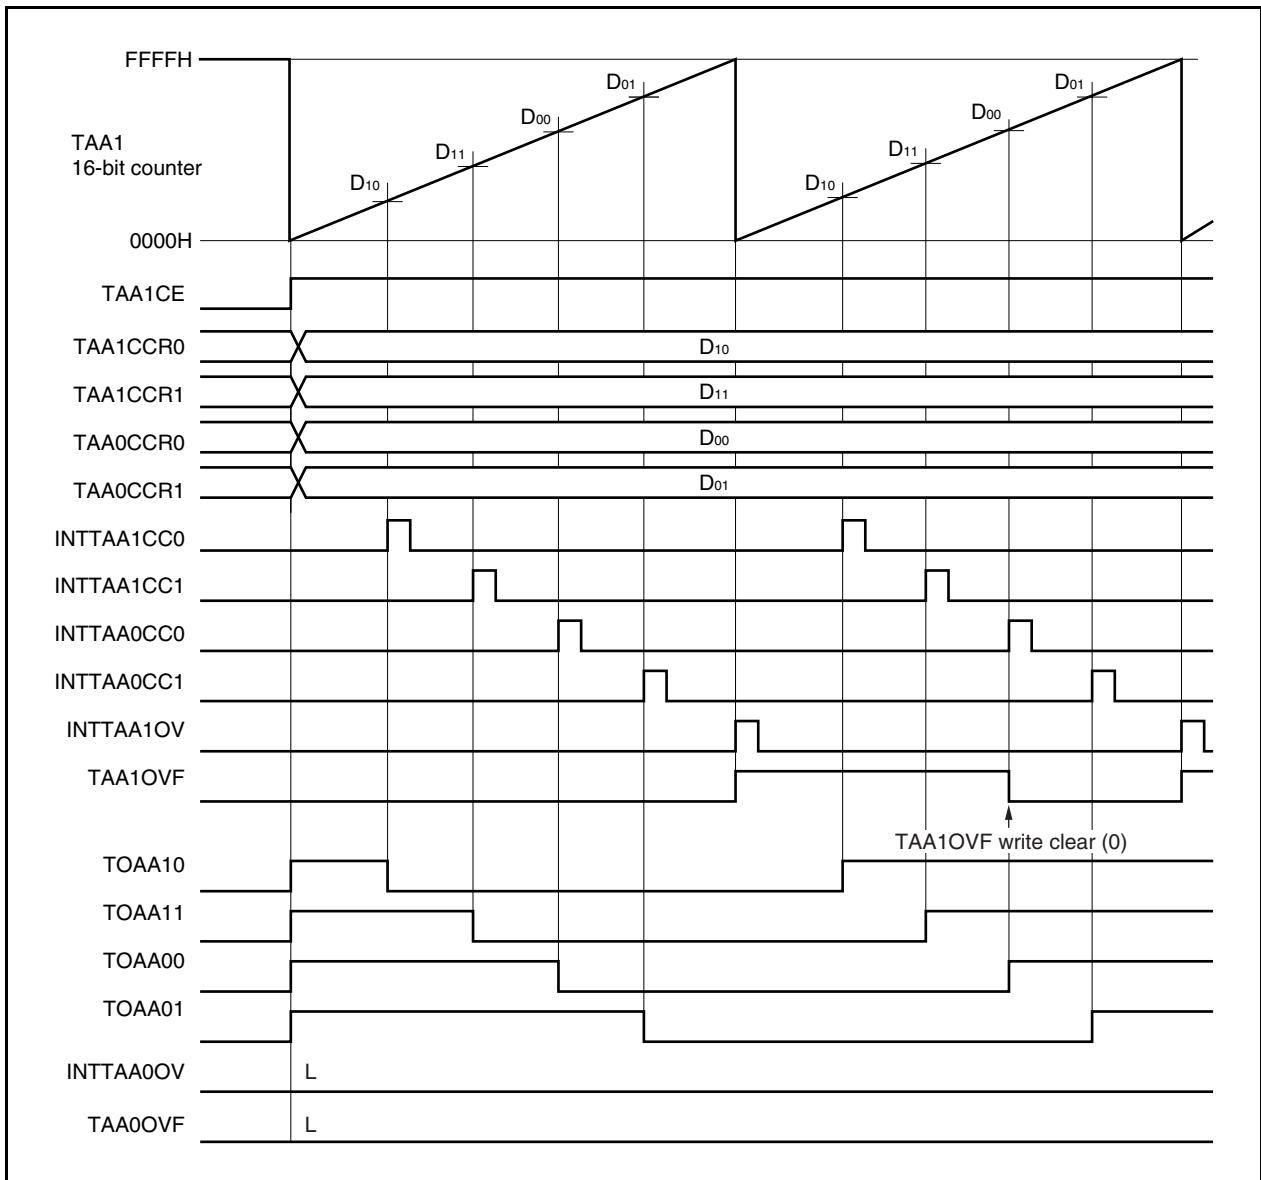 FFFFH
D01
D01
D00
D00
TAA1
16-bit counter
D11
D11
D10
D10
0000H
TAA1CE
TAA1CCR0
D10
TAA1CCR1
D11
TAA0CCR0
D00
TAA0CCR1
D01
INTTAA1CC0
INTTAA1CC1
INTTAA0CC0
INTTAA0CC1
INTTAA1OV
TAA1OVF
TAA1OVF write clear (0)
TOAA10
TOAA11
TOAA00
TOAA01
INTTAA0OV
L
TAA0OVF
L